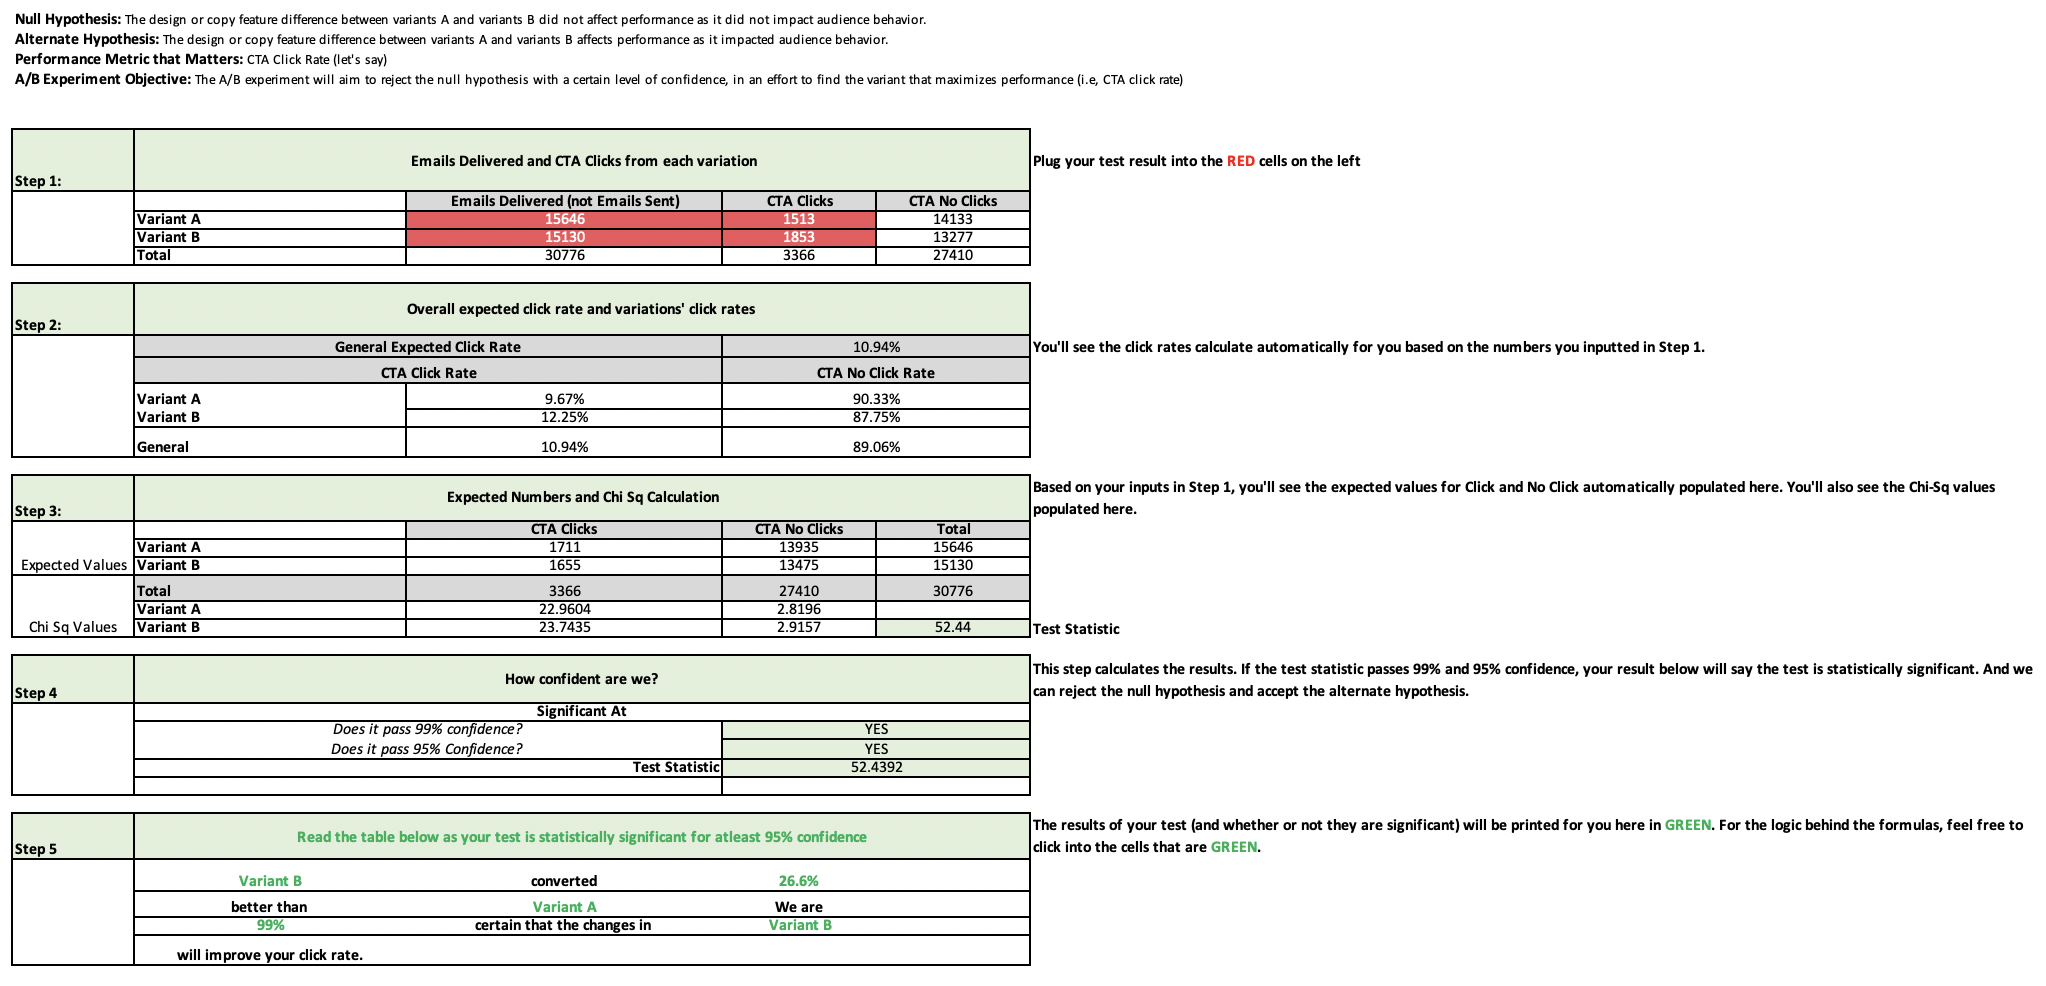 Null Hypothesis: The design or copy feature difference between variants A and variants B did not affect performance as it did not impact audience behavior.
Alternate Hypothesis: The design or copy feature difference between variants A and variants B affects performance as it impacted audience behavior.
Performance Metric that Matters: CTA Click Rate (let's say)
A/B Experiment Objective: The A/B experiment will aim to reject the null hypothesis with a certain level of confidence, in an effort to find the variant that maximizes performance (i.e, CTA click rate)
Emails Delivered and CTA Clicks from each variation Plug your test result into the RED cells on the left
Step 1:
Emails Delivered (not Emails Sent) CTA Clicks CTA No Clicks
Variant A 15646 1513 14133
Variant B 15130 1853 13277
Total 30776 3366 27410
Overall expected click rate and variations' click rates
Step 2:
General Expected Click Rate 10.94% You'll see the click rates calculate automatically for you based on the numbers you inputted in Step 1.
CTA Click Rate CTA No Click Rate
Variant A 9.67% 90.33%
Variant B 12.25% 87.75%
General 10.94% 89.06%
Based on your inputs in Step 1, you'll see the expected values for Click and No Click automatically populated here. You'll also see the Chi-Sq values
Expected Numbers and Chi Sq Calculation
Step 3: populated here.
CTA Clicks CTA No Clicks Total
Variant A 1711 13935 15646
Expected Values Variant B 1655 13475 15130
Total 3366 27410 30776
Variant A 22.9604 2.8196
Chi Sq Values Variant B 23.7435 2.9157 52.44 Test Statistic
This step calculates the results. If the test statistic passes 99% and 95% confidence, your result below will say the test is statistically significant. And we
How confident are we?
Step 4 can reject the null hypothesis and accept the alternate hypothesis.
Significant At
Does it pass 99% confidence? YES
Does it pass 95% Confidence? YES
Test Statistic 52.4392
The results of your test (and whether or not they are significant) will be printed for you here in GREEN. For the logic behind the formulas, feel free to
Read the table below as your test is statistically significant for atleast 95% confidence
Step 5 click into the cells that are GREEN.
Variant B converted 26.6%
better than Variant A We are
99% certain that the changes in Variant B
will improve your click rate.